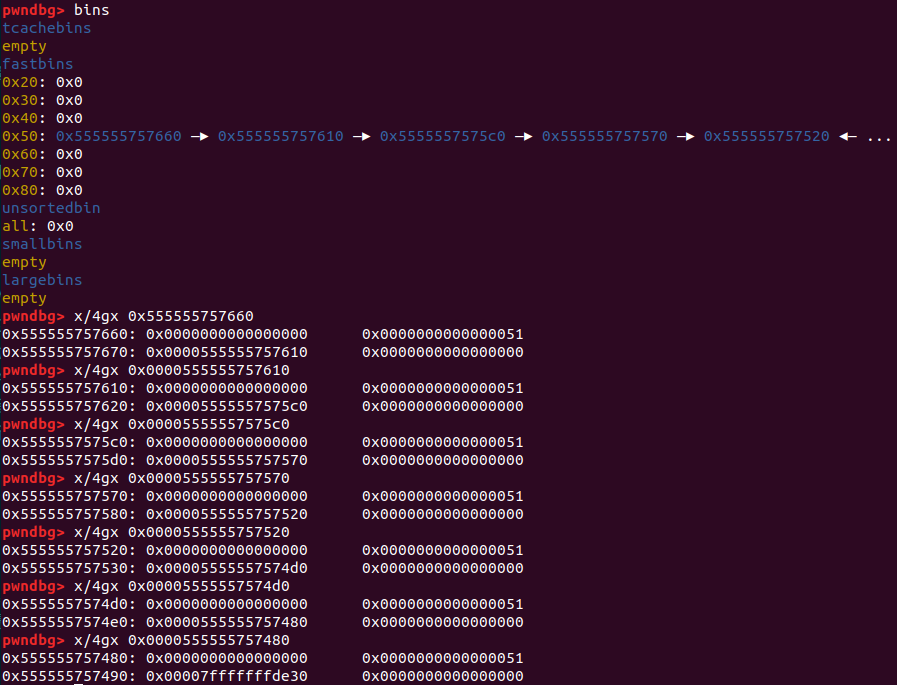 pwndbg> bins
tcachebins
empty
fastbins
0x20: 0x0
0x30: 0x0
0x40: 0x0
0x50: 0x555555757660 —▸ 0x555555757610 —▸ 0x5555557575c0 —▸ 0x555555757570 —▸ 0x555555757520 ◂— ...
0x60: 0x0
0x70: 0x0
0x80: 0x0
unsortedbin
all: 0x0
smallbins
empty
largebins
empty
pwndbg> x/4gx 0x555555757660
0x555555757660: 0x0000000000000000 0x0000000000000051
0x555555757670: 0x0000555555757610 0x0000000000000000
pwndbg> x/4gx 0x0000555555757610
0x555555757610: 0x0000000000000000 0x0000000000000051
0x555555757620: 0x00005555557575c0 0x0000000000000000
pwndbg> x/4gx 0x00005555557575c0
0x5555557575c0: 0x0000000000000000 0x0000000000000051
0x5555557575d0: 0x0000555555757570 0x0000000000000000
pwndbg> x/4gx 0x0000555555757570
0x555555757570: 0x0000000000000000 0x0000000000000051
0x555555757580: 0x0000555555757520 0x0000000000000000
pwndbg> x/4gx 0x0000555555757520
0x555555757520: 0x0000000000000000 0x0000000000000051
0x555555757530: 0x00005555557574d0 0x0000000000000000
pwndbg> x/4gx 0x00005555557574d0
0x5555557574d0: 0x0000000000000000 0x0000000000000051
0x5555557574e0: 0x0000555555757480 0x0000000000000000
pwndbg> x/4gx 0x0000555555757480
0x555555757480: 0x0000000000000000 0x0000000000000051
0x555555757490: 0x00007fffffffde30 0x0000000000000000